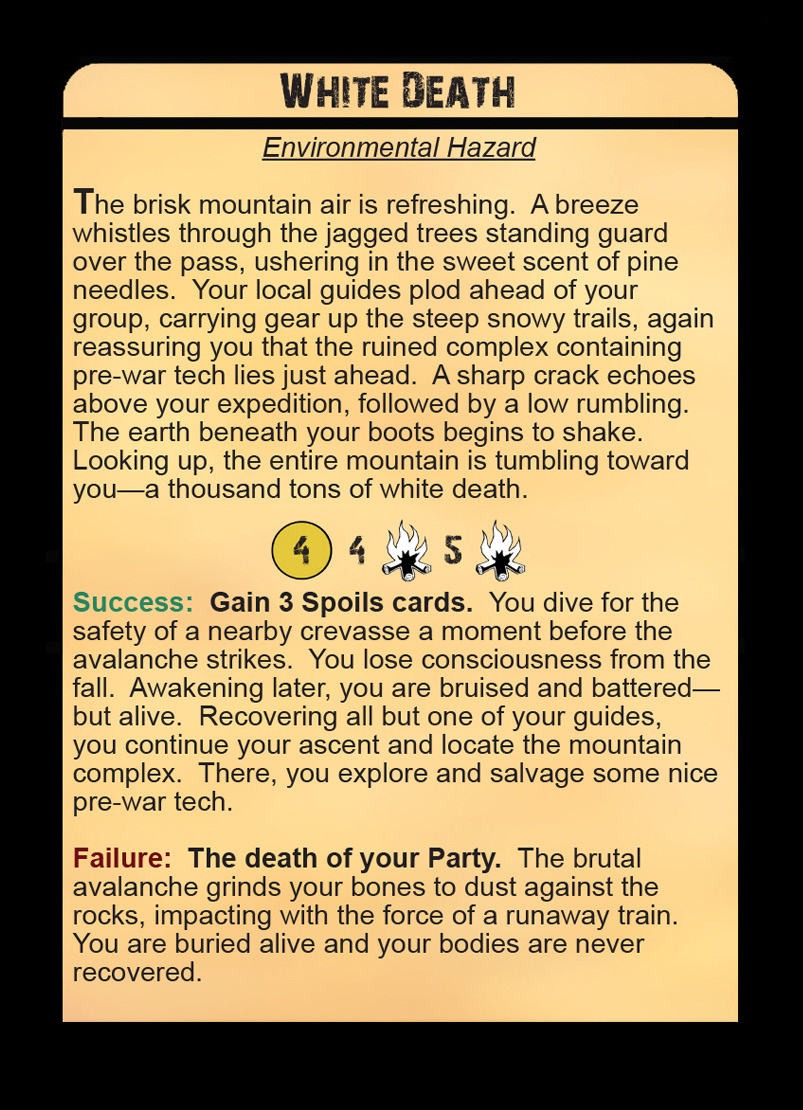 WHITE DEATH
Environmental Hazard
The brisk mountain air is refreshing.  A breeze
whistles through the jagged trees standing guard
over the pass, ushering in the sweet scent of pine
needles.  Your local guides plod ahead of your
group, carrying gear up the steep snowy trails, again
reassuring you that the ruined complex containing
pre-war tech lies just ahead.  A sharp crack echoes
above your expedition, followed by a low rumbling.
The earth beneath your boots begins to shake.
Looking up, the entire mountain is tumbling toward
you—a thousand tons of white death.
4 4 5
Success:  Gain 3 Spoils cards.  You dive for the
safety of a nearby crevasse a moment before the
avalanche strikes.  You lose consciousness from the
fall.  Awakening later, you are bruised and battered—
but alive.  Recovering all but one of your guides,
you continue your ascent and locate the mountain
complex.  There, you explore and salvage some nice
pre-war tech.
Failure:  The death of your Party.  The brutal
avalanche grinds your bones to dust against the
rocks, impacting with the force of a runaway train.
You are buried alive and your bodies are never
recovered.